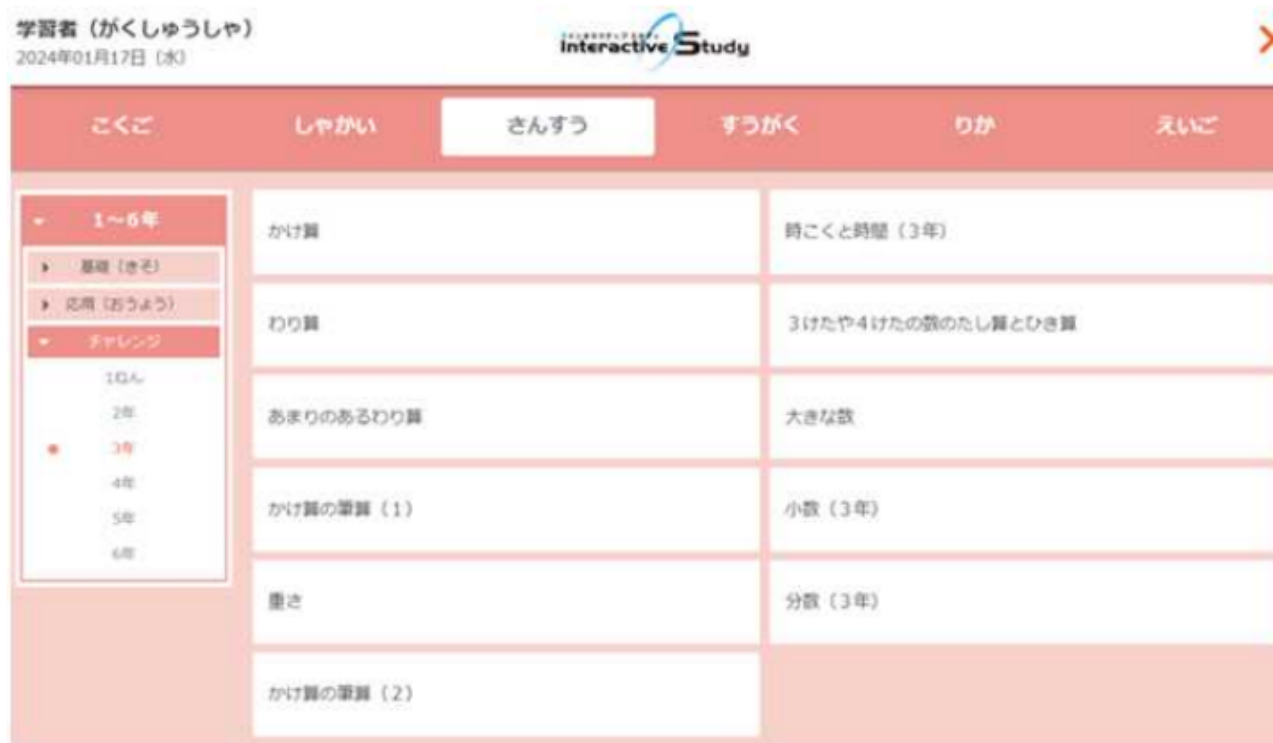 学習者（がくしゅうしゃ）
2024年01月17日（水）
Interactive Study
こくご
しゃかい
さんすう
すうがく
りか
えいご
1～6年
基礎（きそ）
応用（おうよう）
チャレンジ
1ねん
2年
3年
4年
5年
6年
かけ算
時こくと時間（3年）
わり算
3けたや4けたの数のたし算とひき算
あまりのあるわり算
大きな数
かけ算の筆算（1）
小数（3年）
重さ
分数（3年）
かけ算の筆算（2）